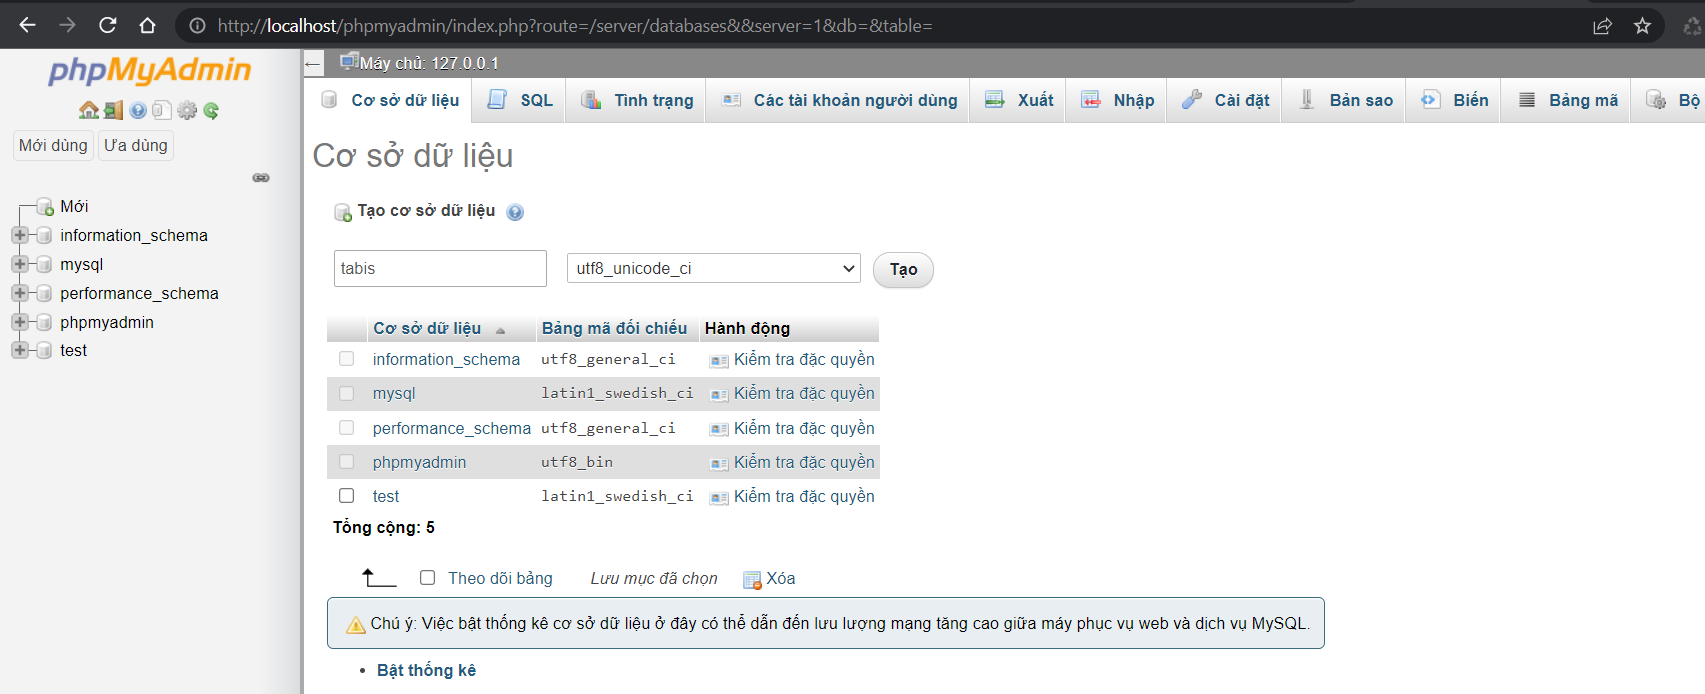 http://localhost/phpmyadmin/index.php?route=/server/databases&&server=1&db=&table=
phpMyAdmin
Mới dùng Ưa dùng
Mới
information_schema
mysql
performance_schema
phpmyadmin
test
Máy chủ: 127.0.0.1
Cơ sở dữ liệu SQL Tình trạng Các tài khoản người dùng Xuất Nhập Cài đặt Bản sao Biến Bảng mã Bộ
Cơ sở dữ liệu
Tạo cơ sở dữ liệu
tabis utf8_unicode_ci Tạo
Cơ sở dữ liệu Bảng mã đối chiếu Hành động
information_schema utf8_general_ci Kiểm tra đặc quyền
mysql latin1_swedish_ci Kiểm tra đặc quyền
performance_schema utf8_general_ci Kiểm tra đặc quyền
phpmyadmin utf8_bin Kiểm tra đặc quyền
test latin1_swedish_ci Kiểm tra đặc quyền
Tổng cộng: 5
Theo dõi bảng Lưu mục đã chọn Xóa
Chú ý: Việc bật thống kê cơ sở dữ liệu ở đây có thể dẫn đến lưu lượng mạng tăng cao giữa máy phục vụ web và dịch vụ MySQL.
• Bật thống kê